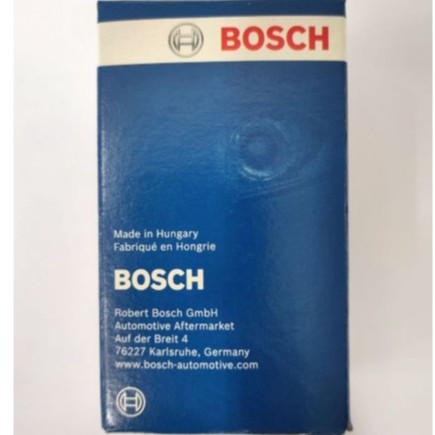 BOSCH
Made in Hungary
Fabriqué en Hongrie
BOSCH
Robert Bosch GmbH
Automotive Aftermarket
Auf der Breit 4
76227 Karlsruhe, Germany
www.bosch-automotive.com